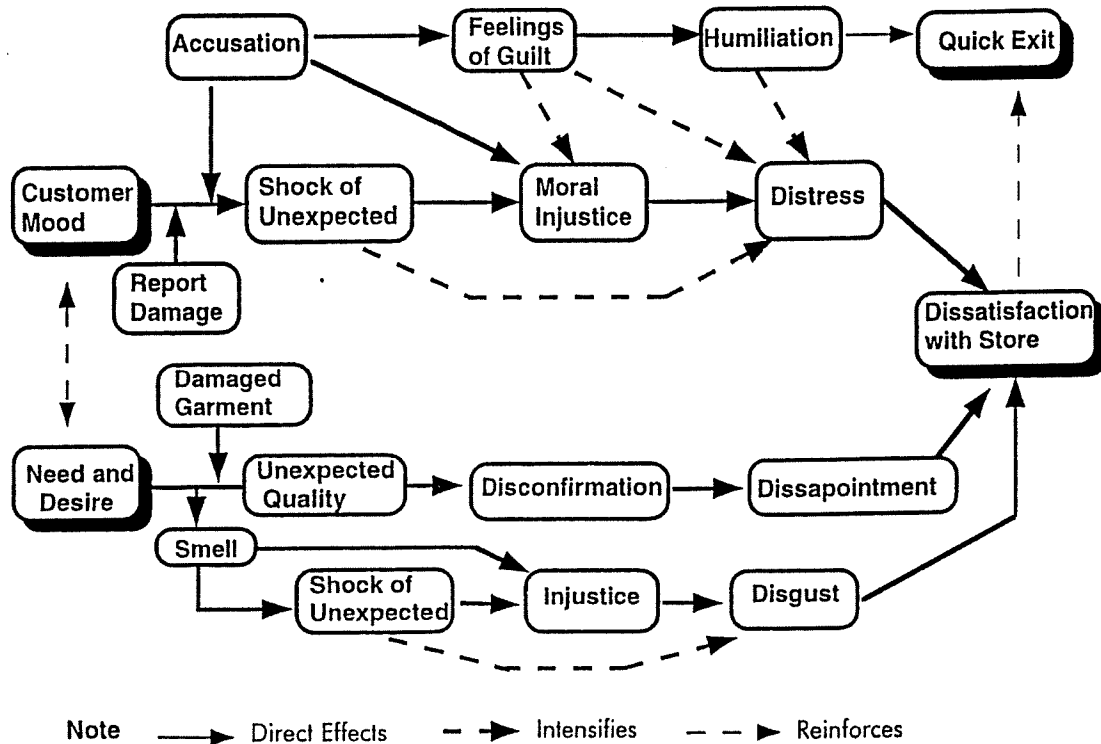 Accusation
Feelings
of Guilt
Humiliation
Quick Exit
Customer
Mood
Shock of
Unexpected
Moral
Injustice
Distress
Report
Damage
Dissatisfaction
with Store
Damaged
Garment
Need and
Desire
Unexpected
Quality
Disconfirmation
Dissapointment
Smell
Shock of
Unexpected
Injustice
Disgust
Note Direct Effects Intensifies Reinforces